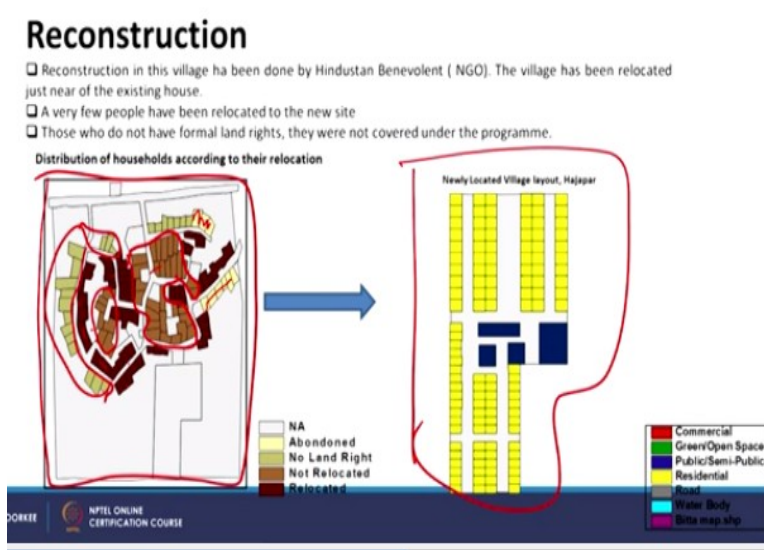 Reconstruction
❑ Reconstruction in this village ha been done by Hindustan Benevolent ( NGO). The village has been relocated
just near of the existing house.
❑ A very few people have been relocated to the new site
❑ Those who do not have formal land rights, they were not covered under the programme.
Distribution of households according to their relocation
Newly Located Village layout, Hajapar
NA
Abondoned
No Land Right
Not Relocated
Relocated
Commercial
Green/Open Space
Public/Semi-Public
Residential
Road
Water Body
Bitta map.shp
OORKEE
NPTEL ONLINE
CERTIFICATION COURSE